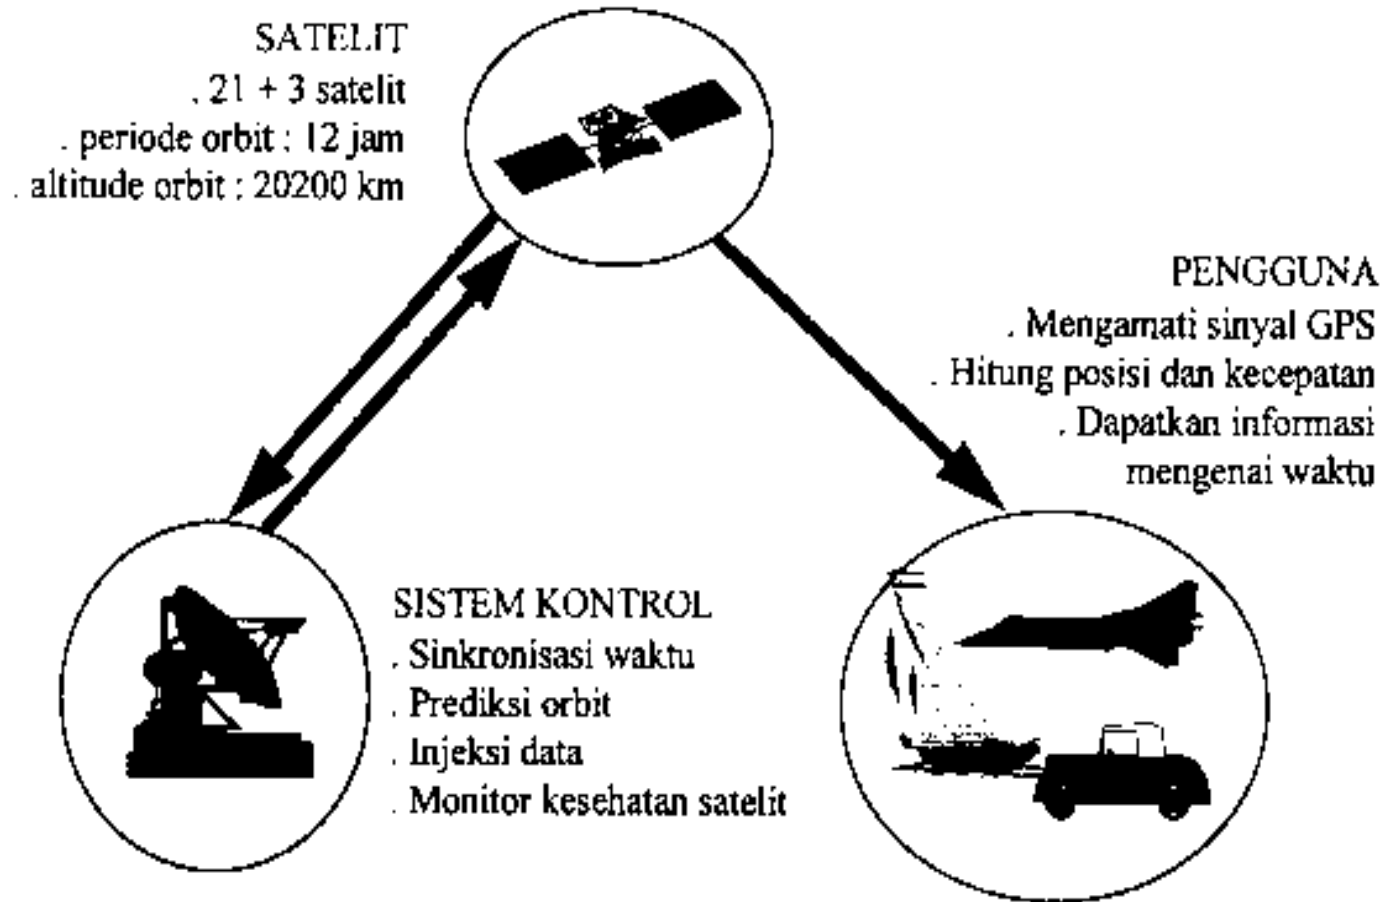 SATELIT
. 21 + 3 satelit
. periode orbit : 12 jam
. altitude orbit : 20200 km
PENGGUNA
. Mengamati sinyal GPS
. Hitung posisi dan kecepatan
. Dapatkan informasi
mengenai waktu
SISTEM KONTROL
. Sinkronisasi waktu
. Prediksi orbit
. Injeksi data
. Monitor kesehatan satelit